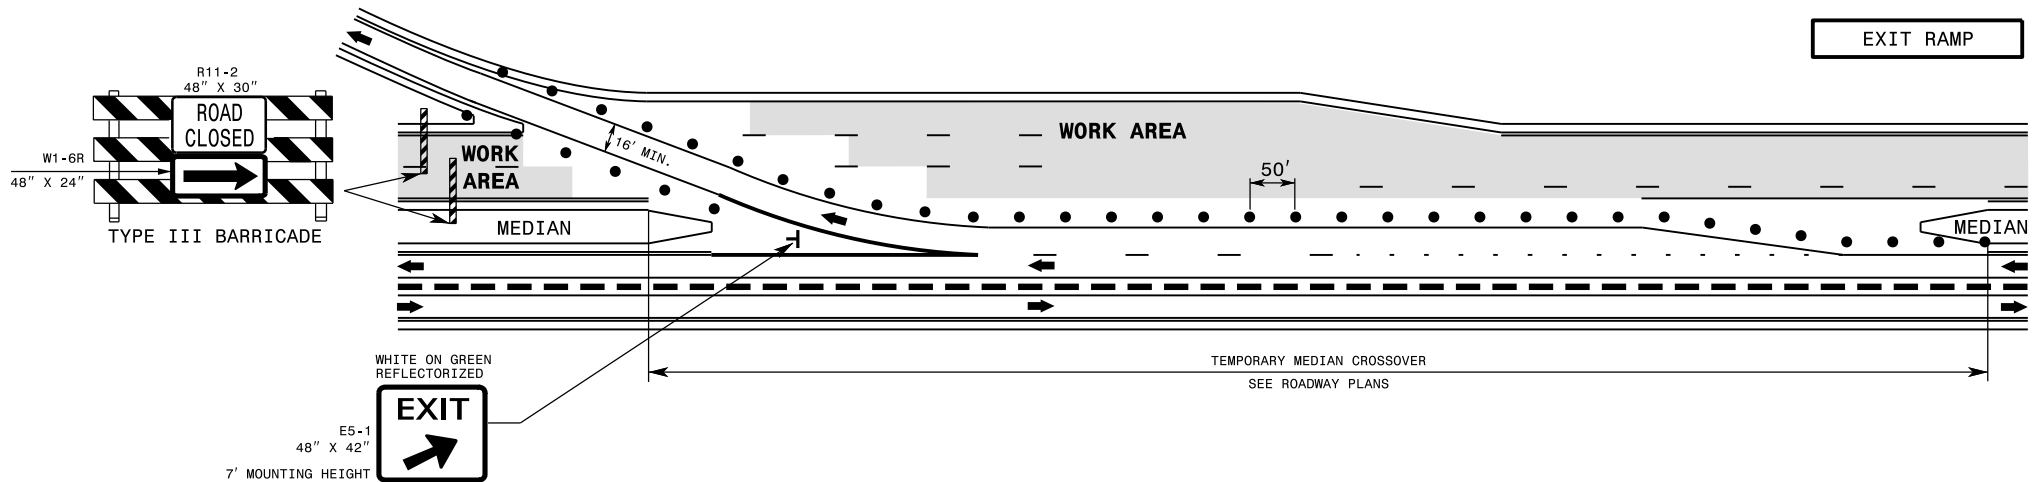 EXIT RAMP
R11-2
48" X 30"
ROAD
CLOSED
W1-6R
48" X 24"
TYPE III BARRICADE
WORK
AREA
16' MIN.
WORK AREA
50'
MEDIAN
MEDIAN
TEMPORARY MEDIAN CROSSOVER
SEE ROADWAY PLANS
WHITE ON GREEN
REFLECTORIZED
EXIT
E5-1
48" X 42"
7' MOUNTING HEIGHT